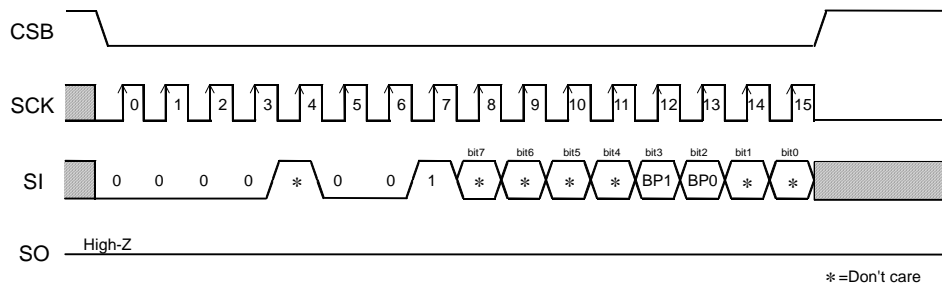 CSB
SCK 0 1 2 3 4 5 6 7 8 9 10 11 12 13 14 15
bit7 bit6 bit5 bit4 bit3 bit2 bit1 bit0
SI 0 0 0 0 * 0 0 1 * * * * BP1 BP0 * *
SO High-Z
*=Don't care